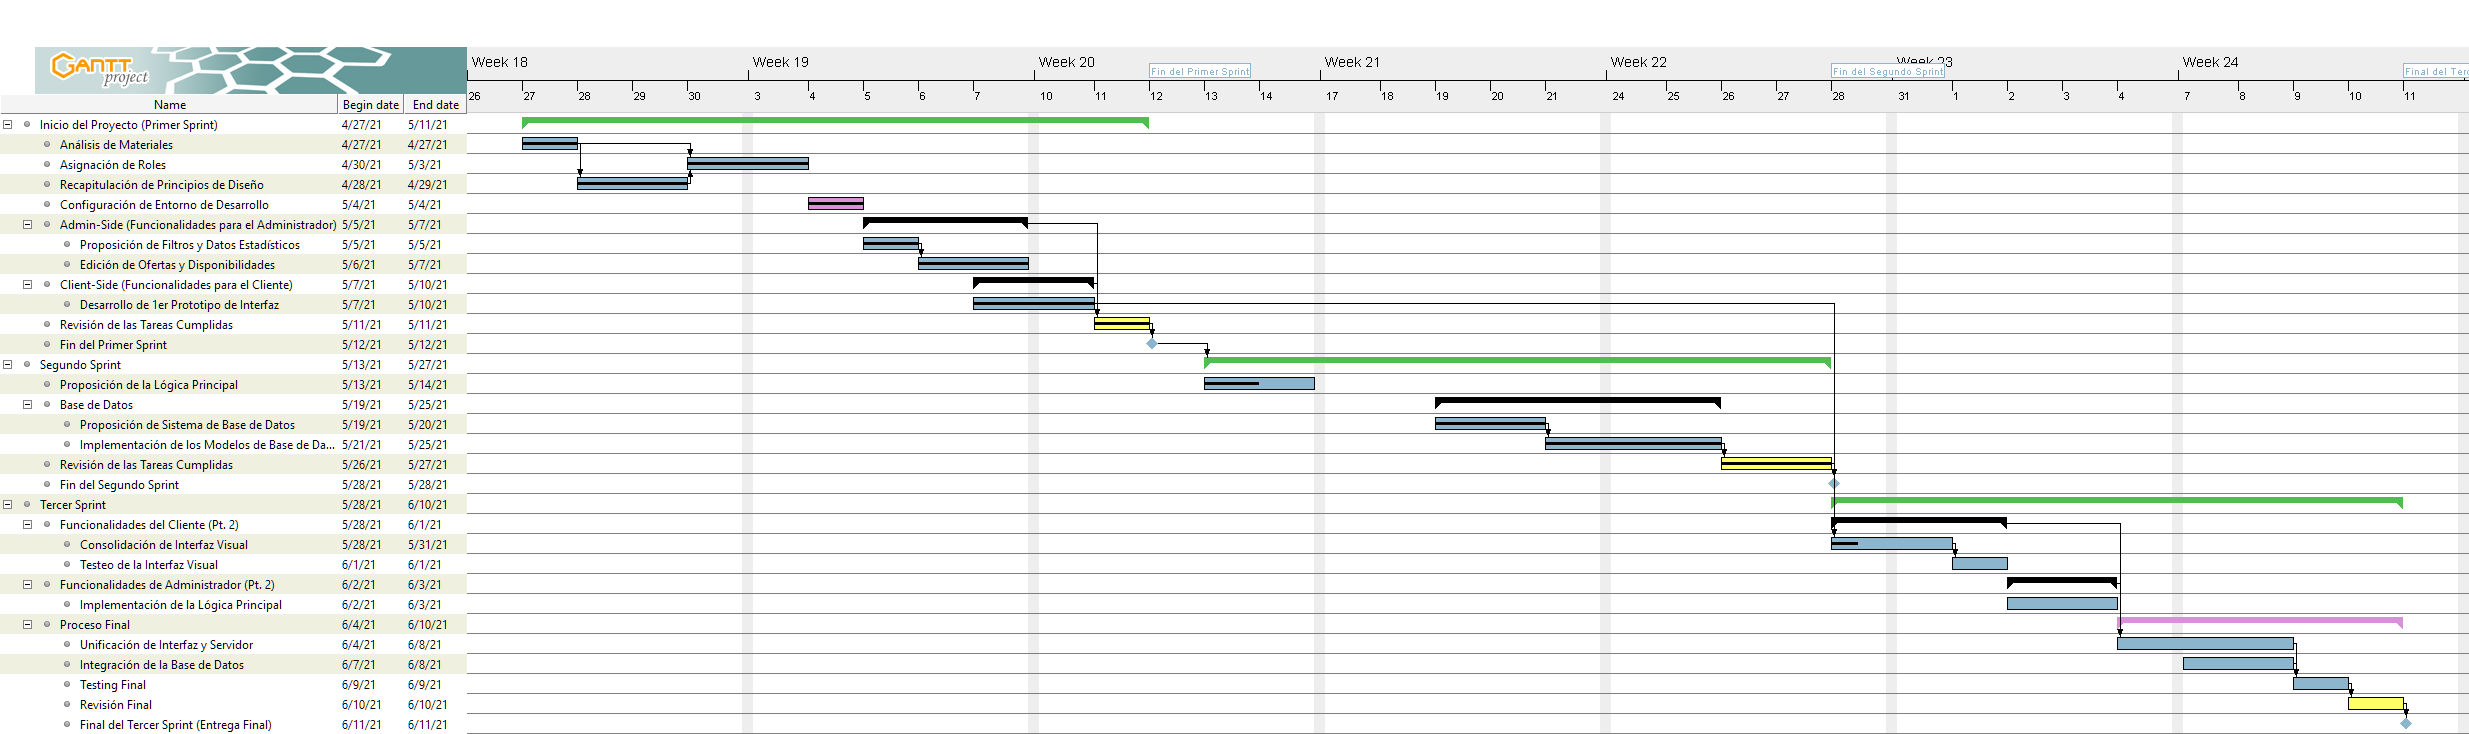 GANTT
project
Week 18 Week 19 Week 20 Week 21 Week 22 Week 23 Week 24
Fin del Primer Sprint Fin del Segundo Sprint Final del Terc
26 27 28 29 30 3 4 5 6 7 10 11 12 13 14 17 18 19 20 21 24 25 26 27 28 31 1 2 3 4 7 8 9 10 11
Name Begin date End date
Inicio del Proyecto (Primer Sprint) 4/27/21 5/11/21
Análisis de Materiales 4/27/21 4/27/21
Asignación de Roles 4/30/21 5/3/21
Recapitulación de Principios de Diseño 4/28/21 4/29/21
Configuración de Entorno de Desarrollo 5/4/21 5/4/21
Admin-Side (Funcionalidades para el Administrador) 5/5/21 5/7/21
Proposición de Filtros y Datos Estadísticos 5/5/21 5/5/21
Edición de Ofertas y Disponibilidades 5/6/21 5/7/21
Client-Side (Funcionalidades para el Cliente) 5/7/21 5/10/21
Desarrollo de 1er Prototipo de Interfaz 5/7/21 5/10/21
Revisión de las Tareas Cumplidas 5/11/21 5/11/21
Fin del Primer Sprint 5/12/21 5/12/21
Segundo Sprint 5/13/21 5/27/21
Proposición de la Lógica Principal 5/13/21 5/14/21
Base de Datos 5/19/21 5/25/21
Proposición de Sistema de Base de Datos 5/19/21 5/20/21
Implementación de los Modelos de Base de Da... 5/21/21 5/25/21
Revisión de las Tareas Cumplidas 5/26/21 5/27/21
Fin del Segundo Sprint 5/28/21 5/28/21
Tercer Sprint 5/28/21 6/10/21
Funcionalidades del Cliente (Pt. 2) 5/28/21 6/1/21
Consolidación de Interfaz Visual 5/28/21 5/31/21
Testeo de la Interfaz Visual 6/1/21 6/1/21
Funcionalidades de Administrador (Pt. 2) 6/2/21 6/3/21
Implementación de la Lógica Principal 6/2/21 6/3/21
Proceso Final 6/4/21 6/10/21
Unificación de Interfaz y Servidor 6/4/21 6/8/21
Integración de la Base de Datos 6/7/21 6/8/21
Testing Final 6/9/21 6/9/21
Revisión Final 6/10/21 6/10/21
Final del Tercer Sprint (Entrega Final) 6/11/21 6/11/21